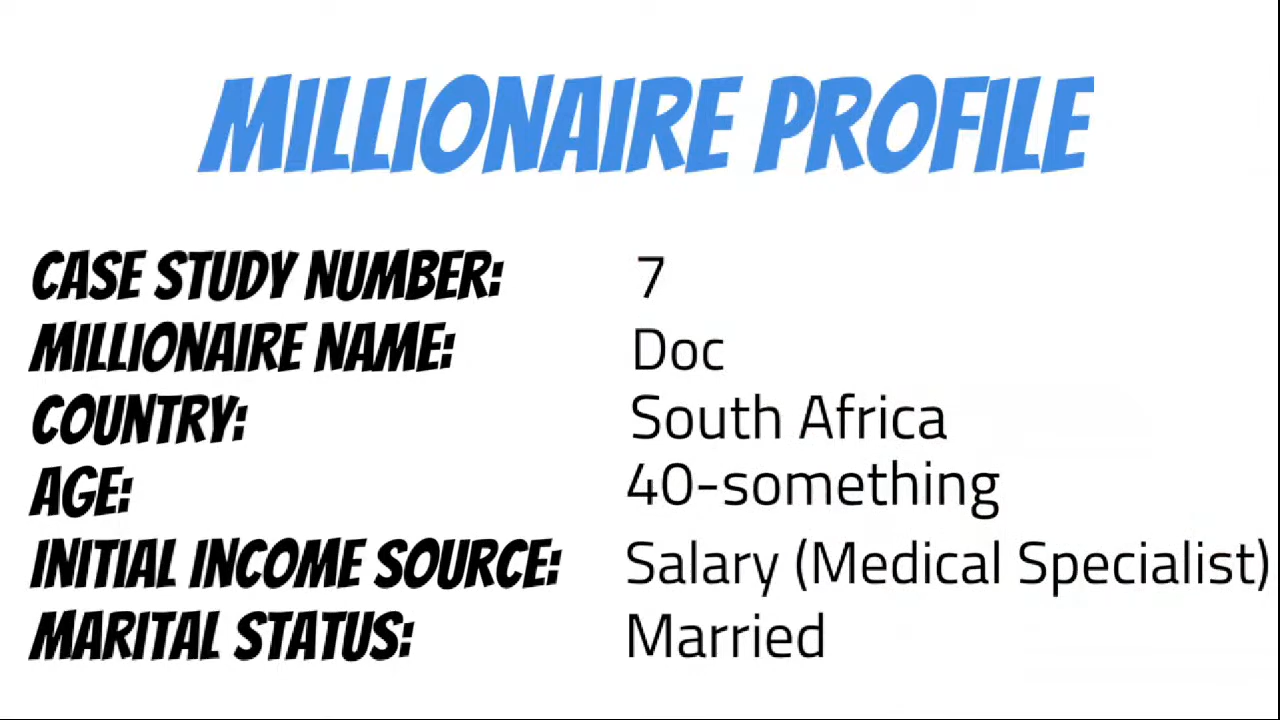 MILLIONAIRE PROFILE
CASE STUDY NUMBER: 7
MILLIONAIRE NAME: Doc
COUNTRY: South Africa
AGE: 40-something
INITIAL INCOME SOURCE: Salary (Medical Specialist)
MARITAL STATUS: Married